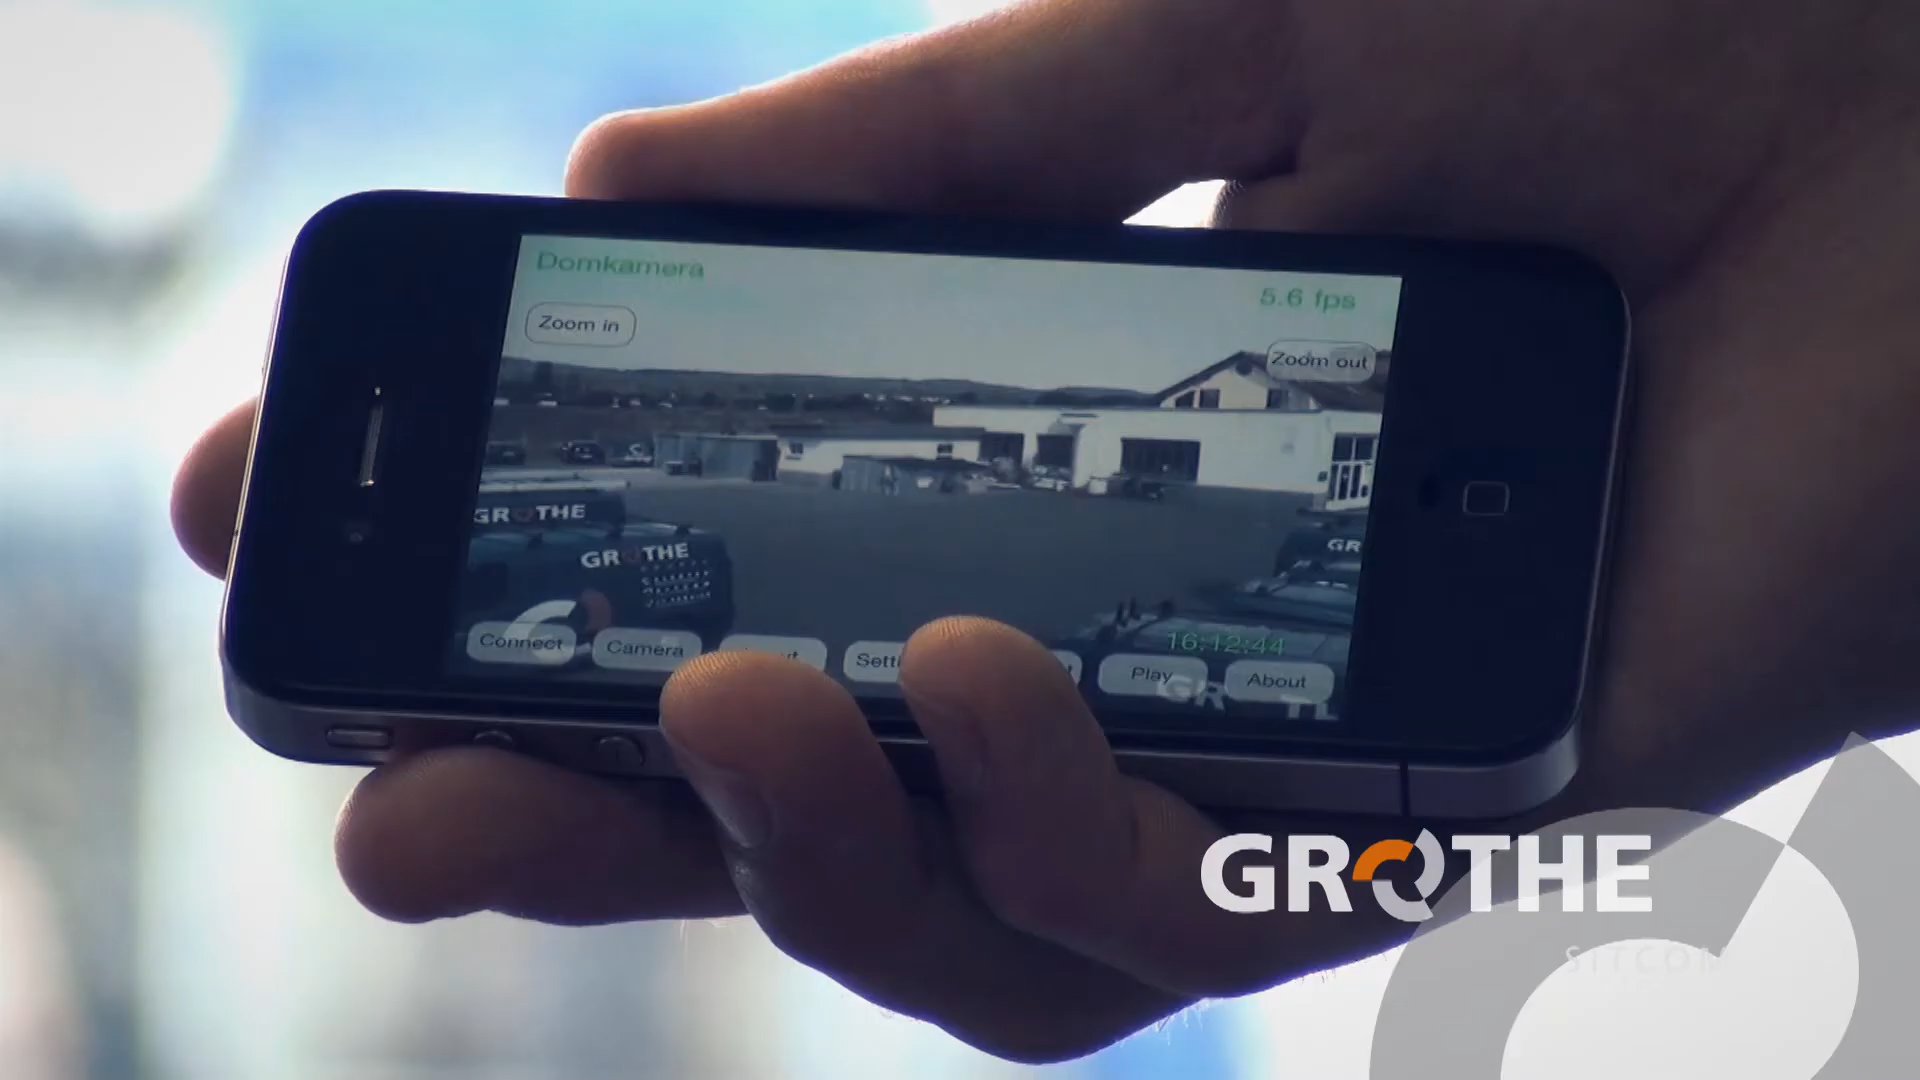 Domkamera
5.6 fps
Zoom in
Zoom out
GROTHE
GROTHE
GR
16:12:44
Connect
Camera
Play
About
GROTHE
SITCOM